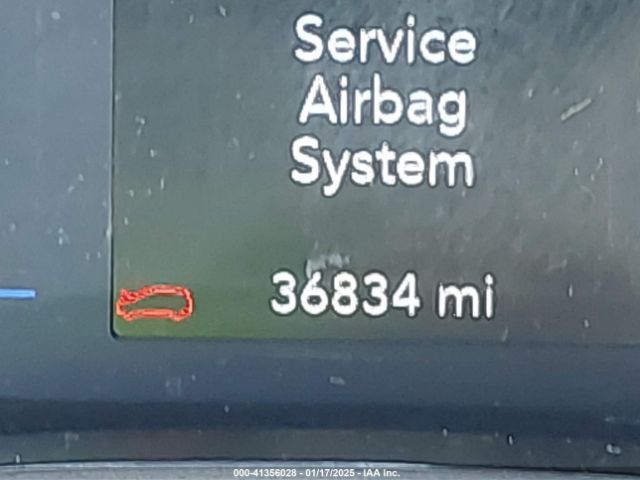 Service
Airbag
System
36834 mi
000-41356028 - 01/17/2025 - IAA Inc.